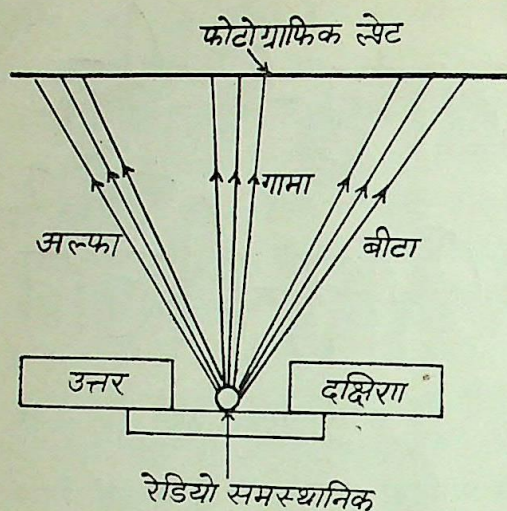 फोटोग्राफिक प्लेट
गामा
अल्फा
बीटा
उत्तर
दक्षिण
रेडियो समस्थानिक